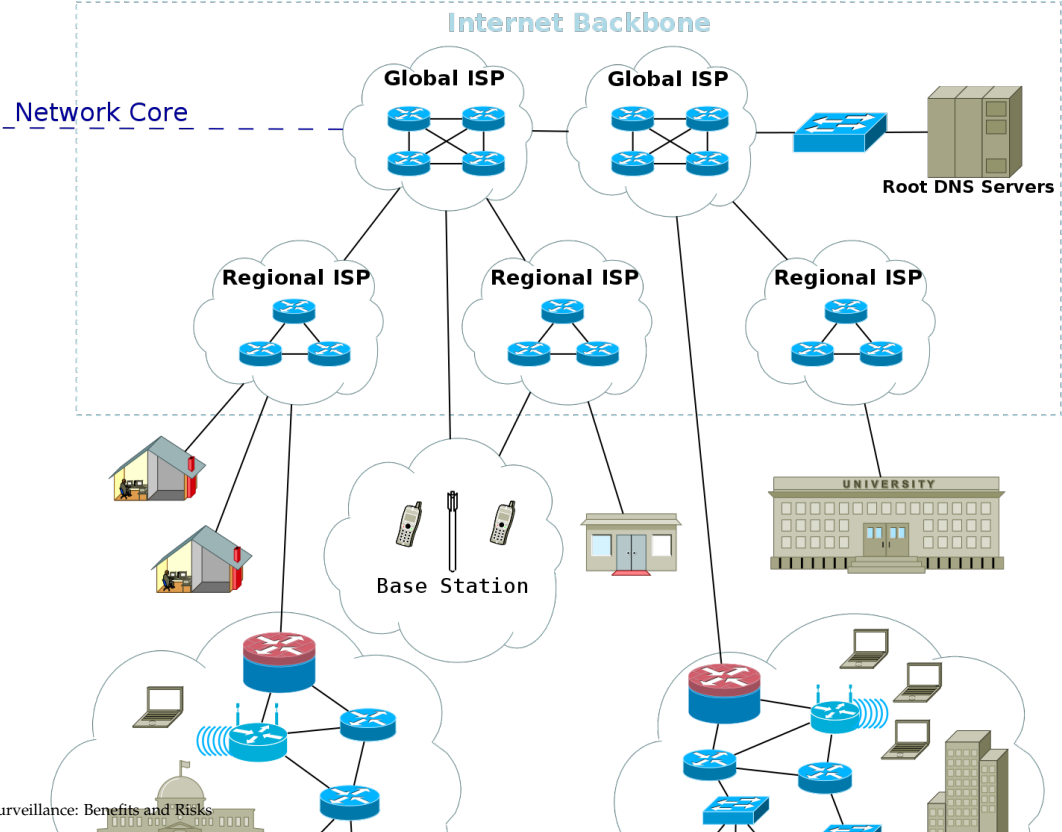 Internet Backbone
Global ISP
Global ISP
Network Core
Root DNS Servers
Regional ISP
Regional ISP
Regional ISP
UNIVERSITY
Base Station
urveillance: Benefits and Risks